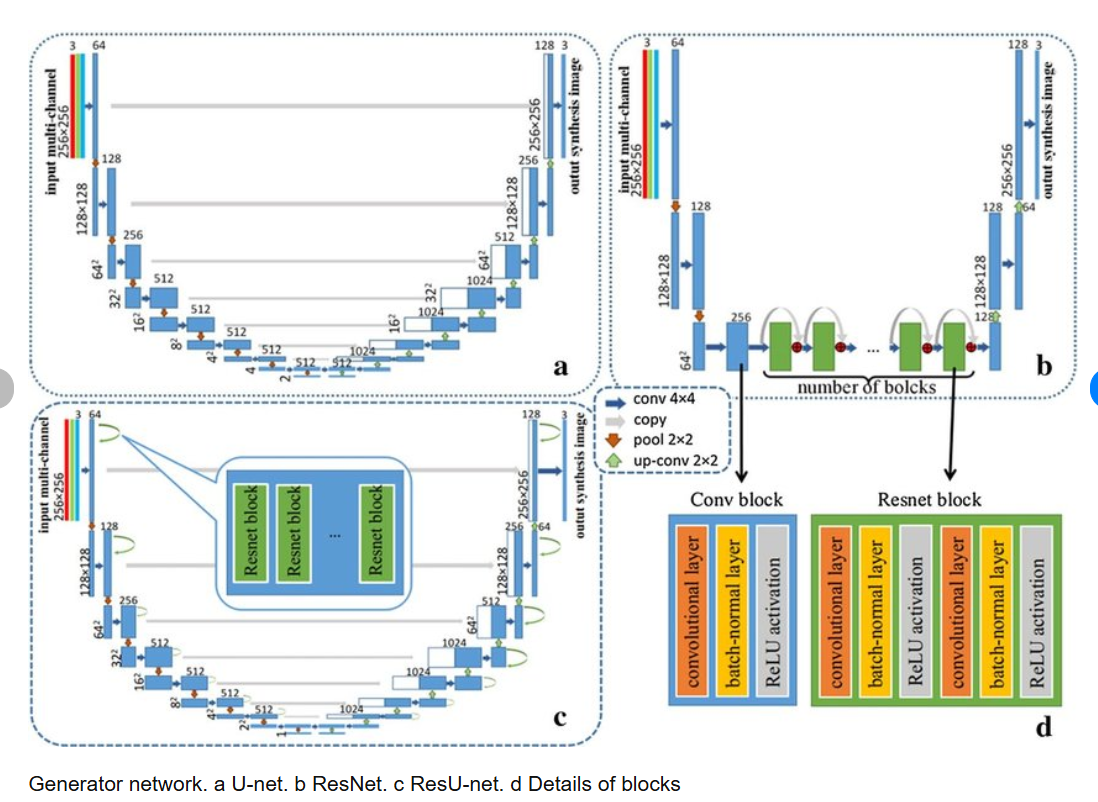 3 64
input multi-channel
256×256
128
128×128
256
64²
512
32²
512
16²
512
8²
512
4²
512
4
2
512
1024
1024
16²
1024
32²
512
64²
256
128×128
128 3
256×256
outut synthesis image
a
3 64
input multi-channel
256×256
128
128×128
256
64²
...
number of bolcks
128
128 64
128×128
128 3
256×256
outut synthesis image
b
conv 4×4
copy
pool 2×2
up-conv 2×2
3 64
input multi-channel
256×256
128
128×128
256
64²
512
32²
512
16²
512
8²
512
4²
2²
1
Resnet block
Resnet block
...
Resnet block
1024
1024
1024
512
64²
256 64
128×128
128 3
256×256
outut synthesis image
c
Conv block
convolutional layer
batch-normal layer
ReLU activation
Resnet block
convolutional layer
batch-normal layer
ReLU activation
convolutional layer
batch-normal layer
ReLU activation
d
Generator network. a U-net. b ResNet. c ResU-net. d Details of blocks